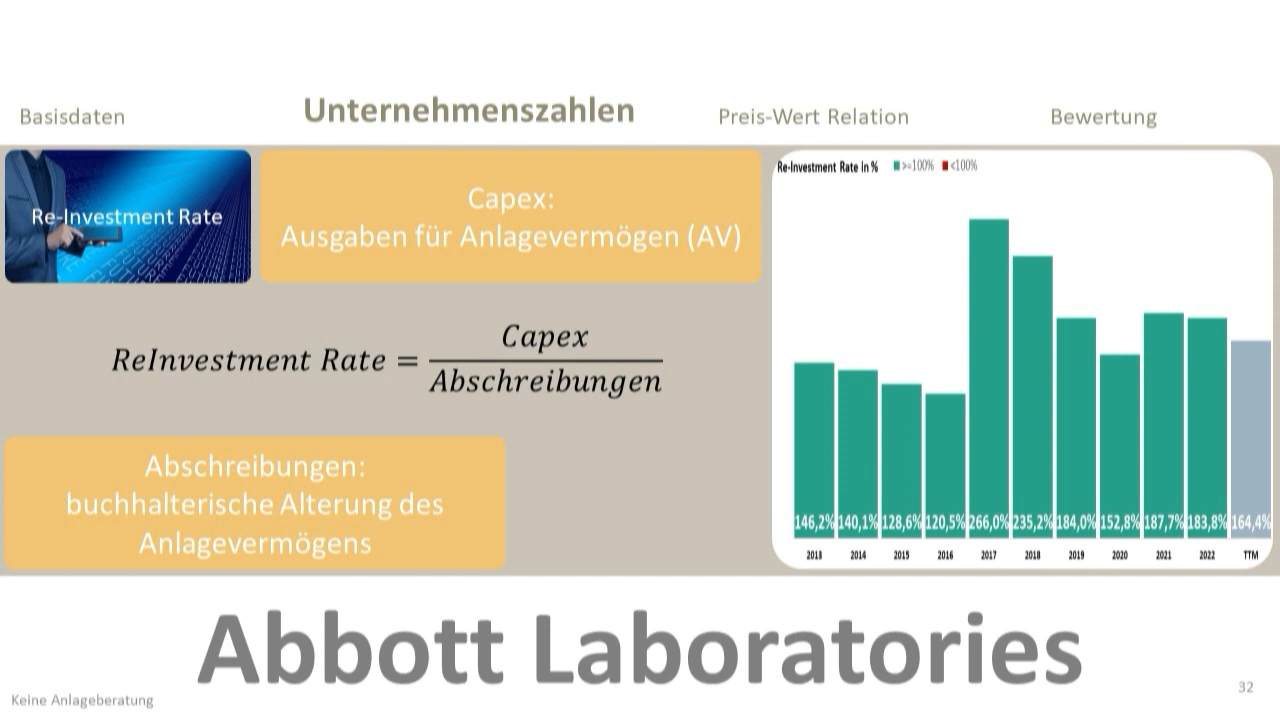 Basisdaten
Unternehmenszahlen
Preis-Wert Relation
Bewertung
Re-Investment Rate
Capex:
Ausgaben für Anlagevermögen (AV)
ReInvestment Rate = Capex / Abschreibungen
Abschreibungen:
buchhalterische Alterung des
Anlagevermögens
Re-Investment Rate in % >=100% <100%
146,2% 140,1% 128,6% 120,5% 266,0% 235,2% 184,0% 152,8% 187,7% 183,8% 164,4%
2013 2014 2015 2016 2017 2018 2019 2020 2021 2022 TTM
Abbott Laboratories
Keine Anlageberatung
32